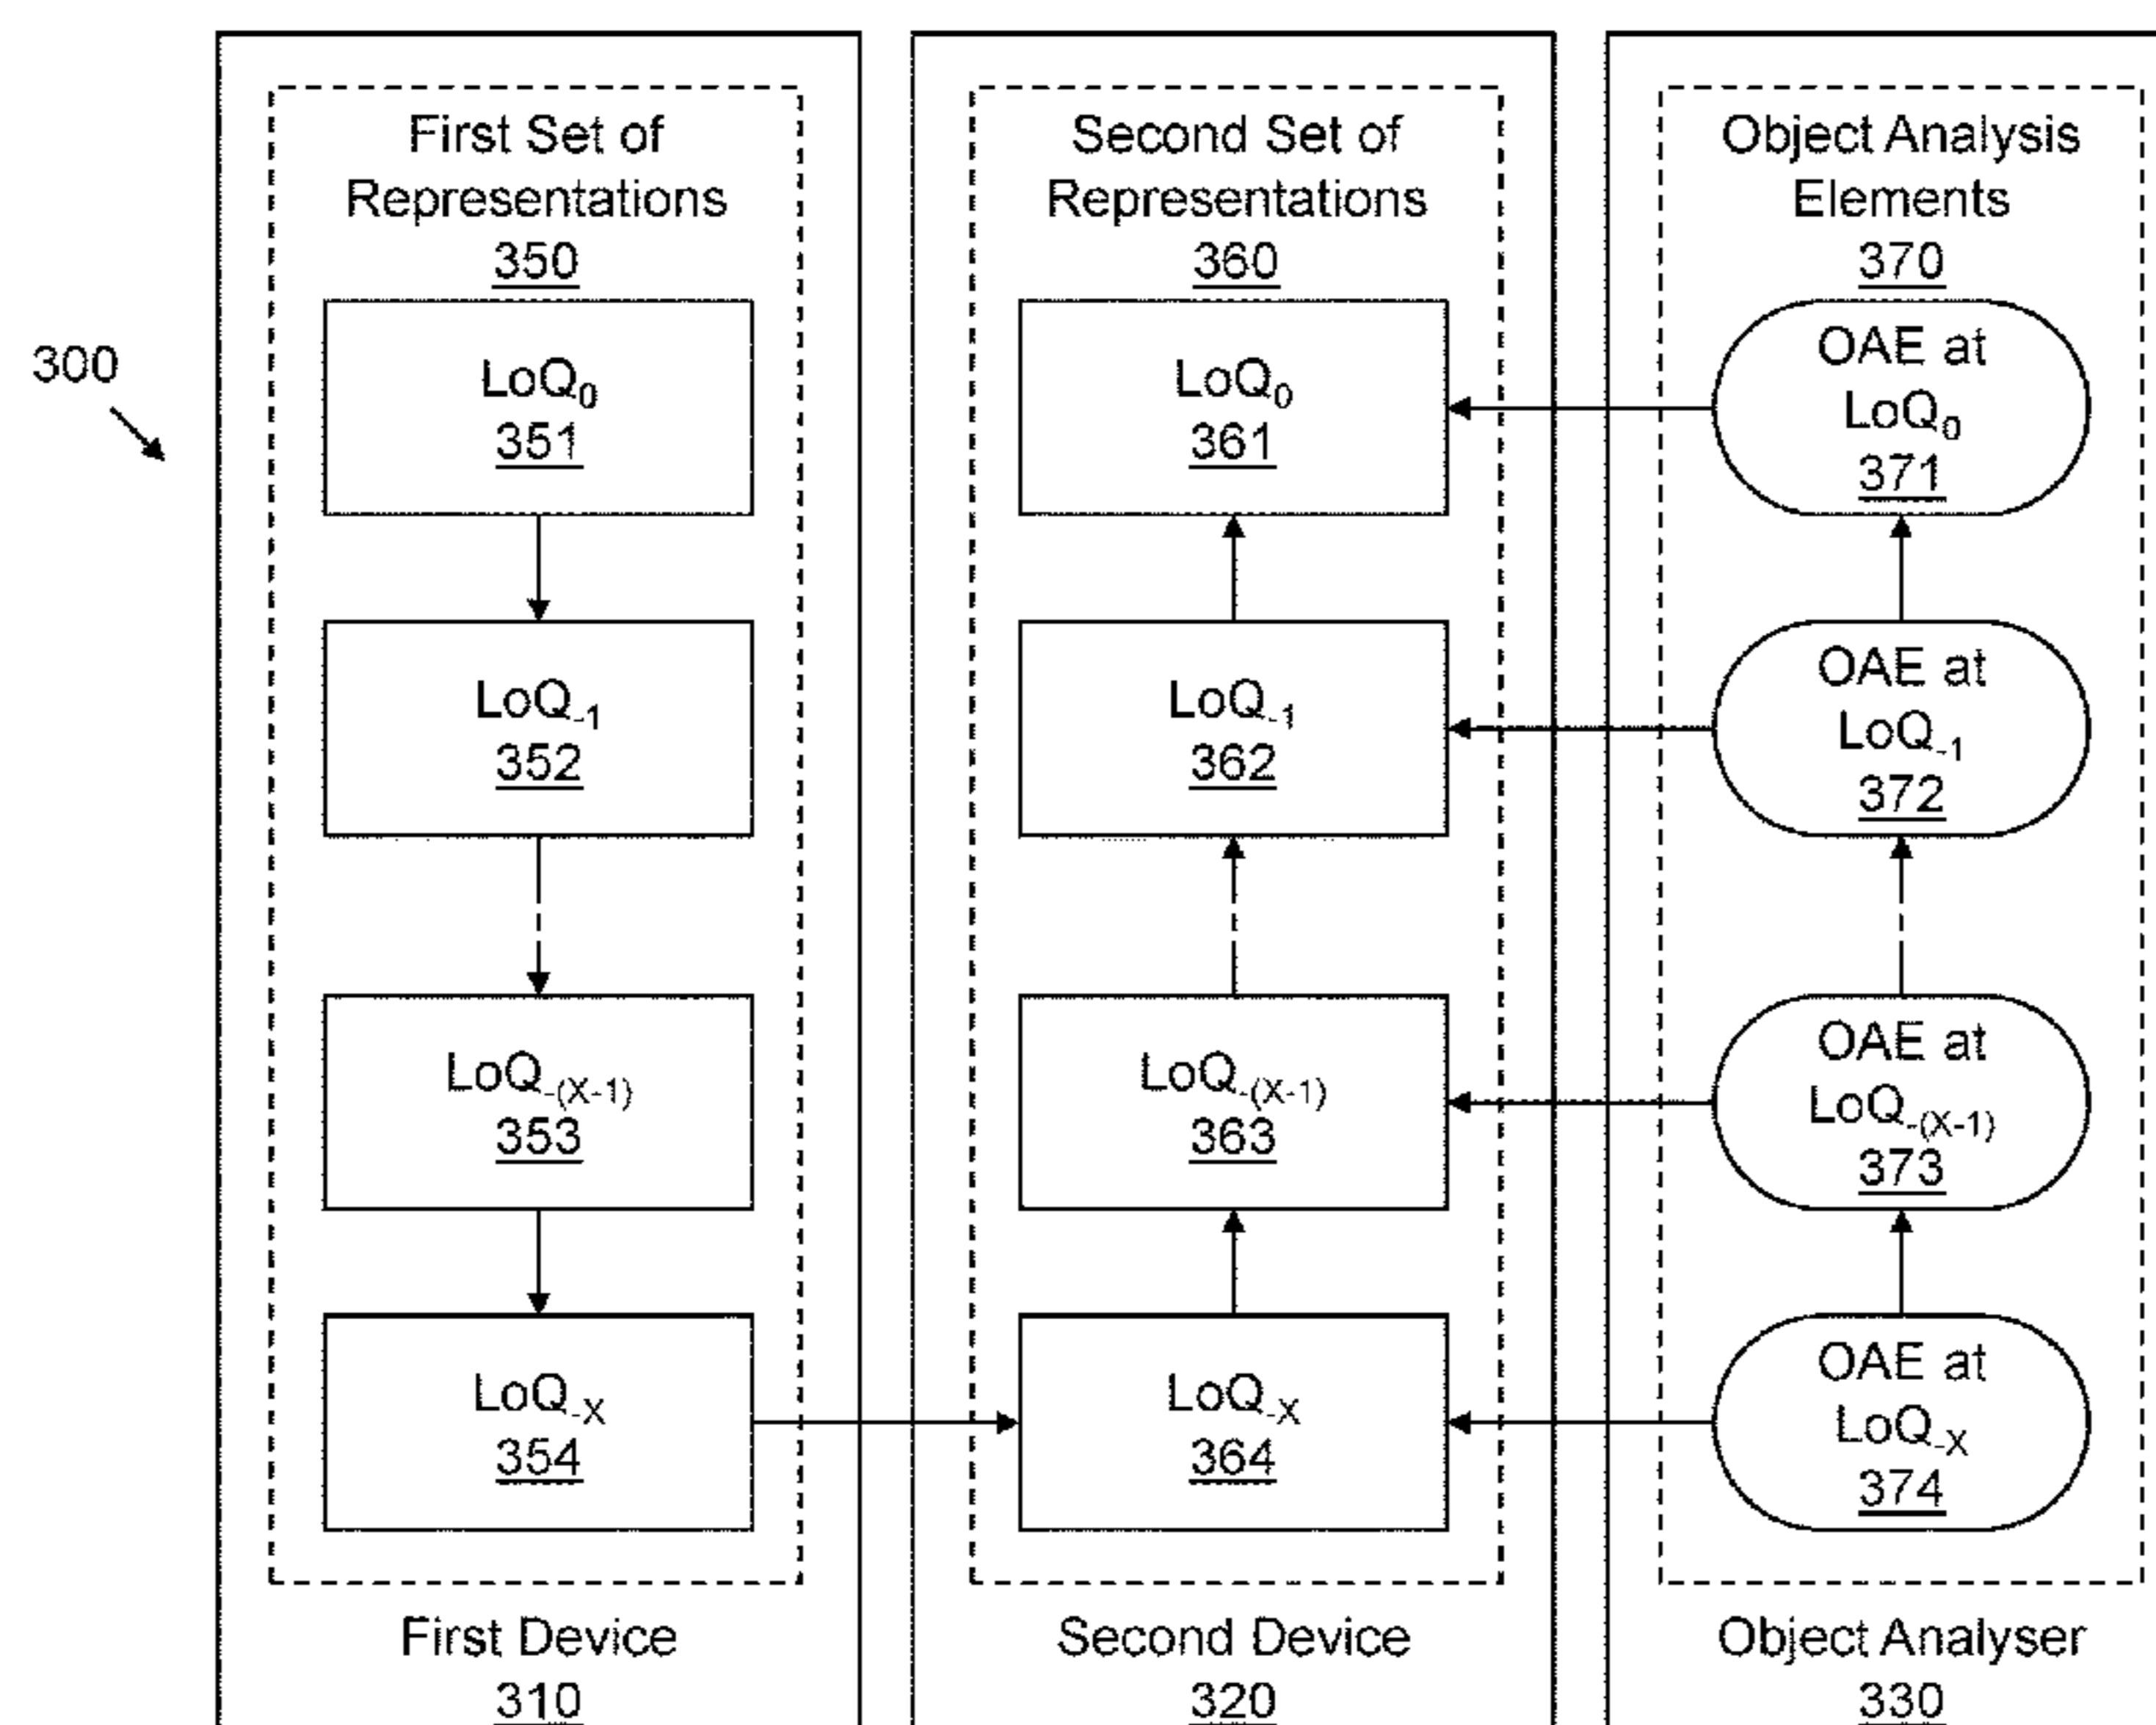 300
First Set of
Representations
350
LoQ0
351
LoQ-1
352
LoQ-(X-1)
353
LoQ-X
354
First Device
310
Second Set of
Representations
360
LoQ0
361
LoQ-1
362
LoQ-(X-1)
363
LoQ-X
364
Second Device
320
Object Analysis
Elements
370
OAE at
LoQ0
371
OAE at
LoQ-1
372
OAE at
LoQ-(X-1)
373
OAE at
LoQ-X
374
Object Analyser
330